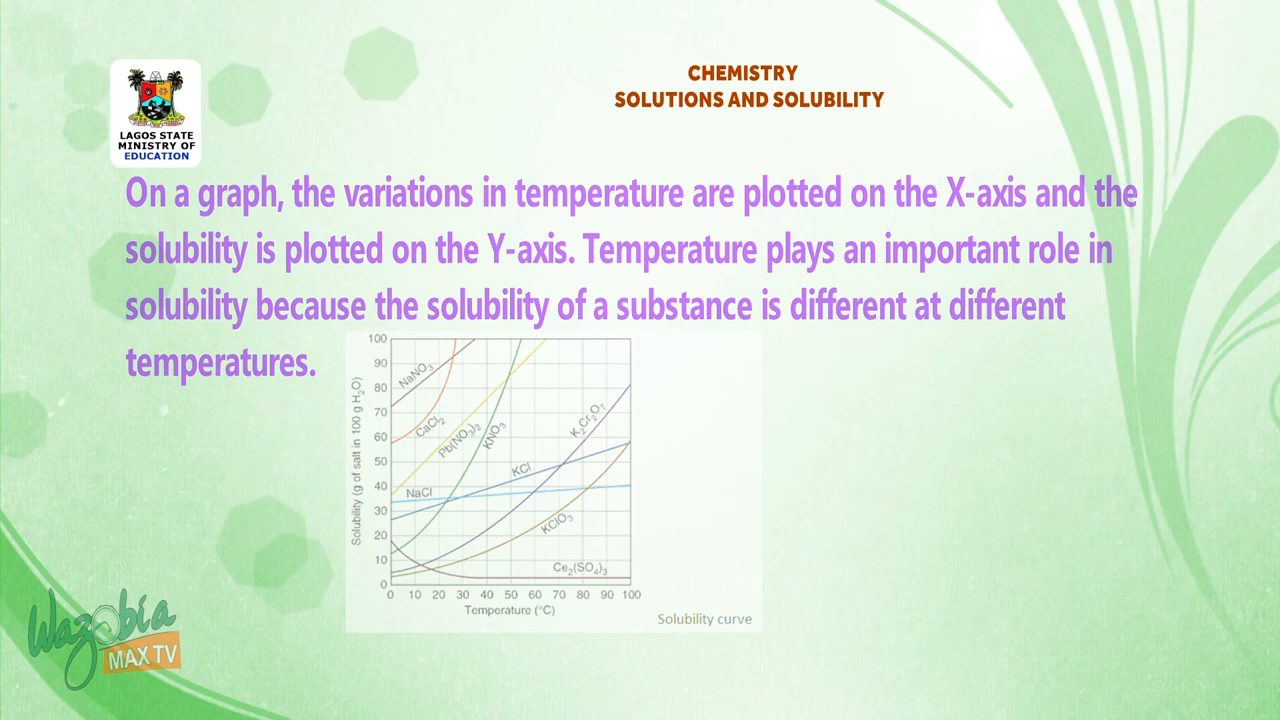 CHEMISTRY
SOLUTIONS AND SOLUBILITY
LAGOS STATE
MINISTRY OF
EDUCATION
On a graph, the variations in temperature are plotted on the X-axis and the
solubility is plotted on the Y-axis. Temperature plays an important role in
solubility because the solubility of a substance is different at different
temperatures.
Solubility (g of salt in 100 g H₂O)
100
90
80
70
60
50
40
30
20
10
0
NaNO₃
CaCl₂
Pb(NO₃)₂
KNO₃
K₂Cr₂O₇
KCl
NaCl
KClO₃
Ce₂(SO₄)₃
0 10 20 30 40 50 60 70 80 90 100
Temperature (°C)
Solubility curve
Wazobia
MAX TV